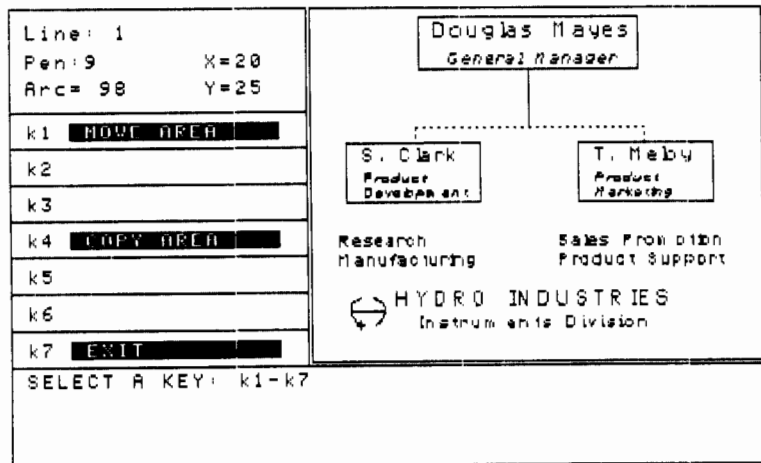 Line: 1
Pen:9 X=20
Arc= 98 Y=25
k1 MOVE AREA
k2
k3
k4 COPY AREA
k5
k6
k7 EXIT
SELECT A KEY: k1-k7
Douglas Mayes
General Manager
S. Clark
Product
Development
T. Melby
Product
Marketing
Research
Manufacturing
Sales Promotion
Product Support
HYDRO INDUSTRIES
Instruments Division